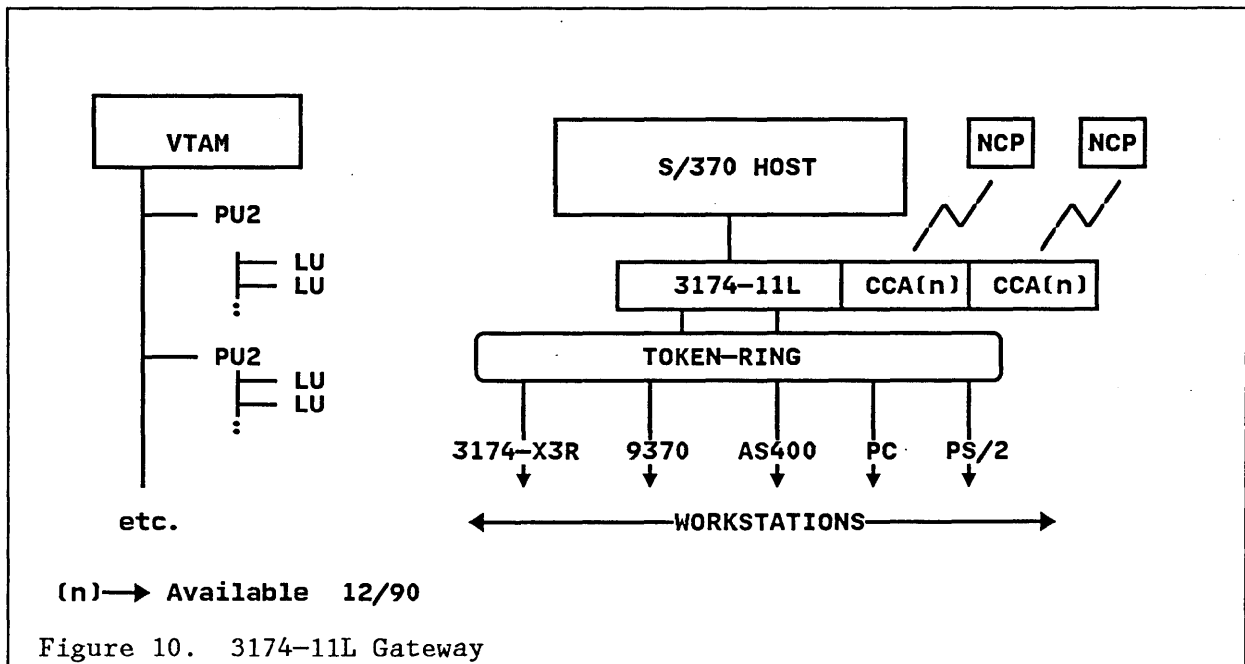 VTAM
PU2
LU
LU
PU2
LU
LU
etc.
S/370 HOST
NCP
NCP
3174-11L
CCA(n)
CCA(n)
TOKEN-RING
3174-X3R
9370
AS400
PC
PS/2
WORKSTATIONS
(n)→ Available 12/90
Figure 10. 3174-11L Gateway